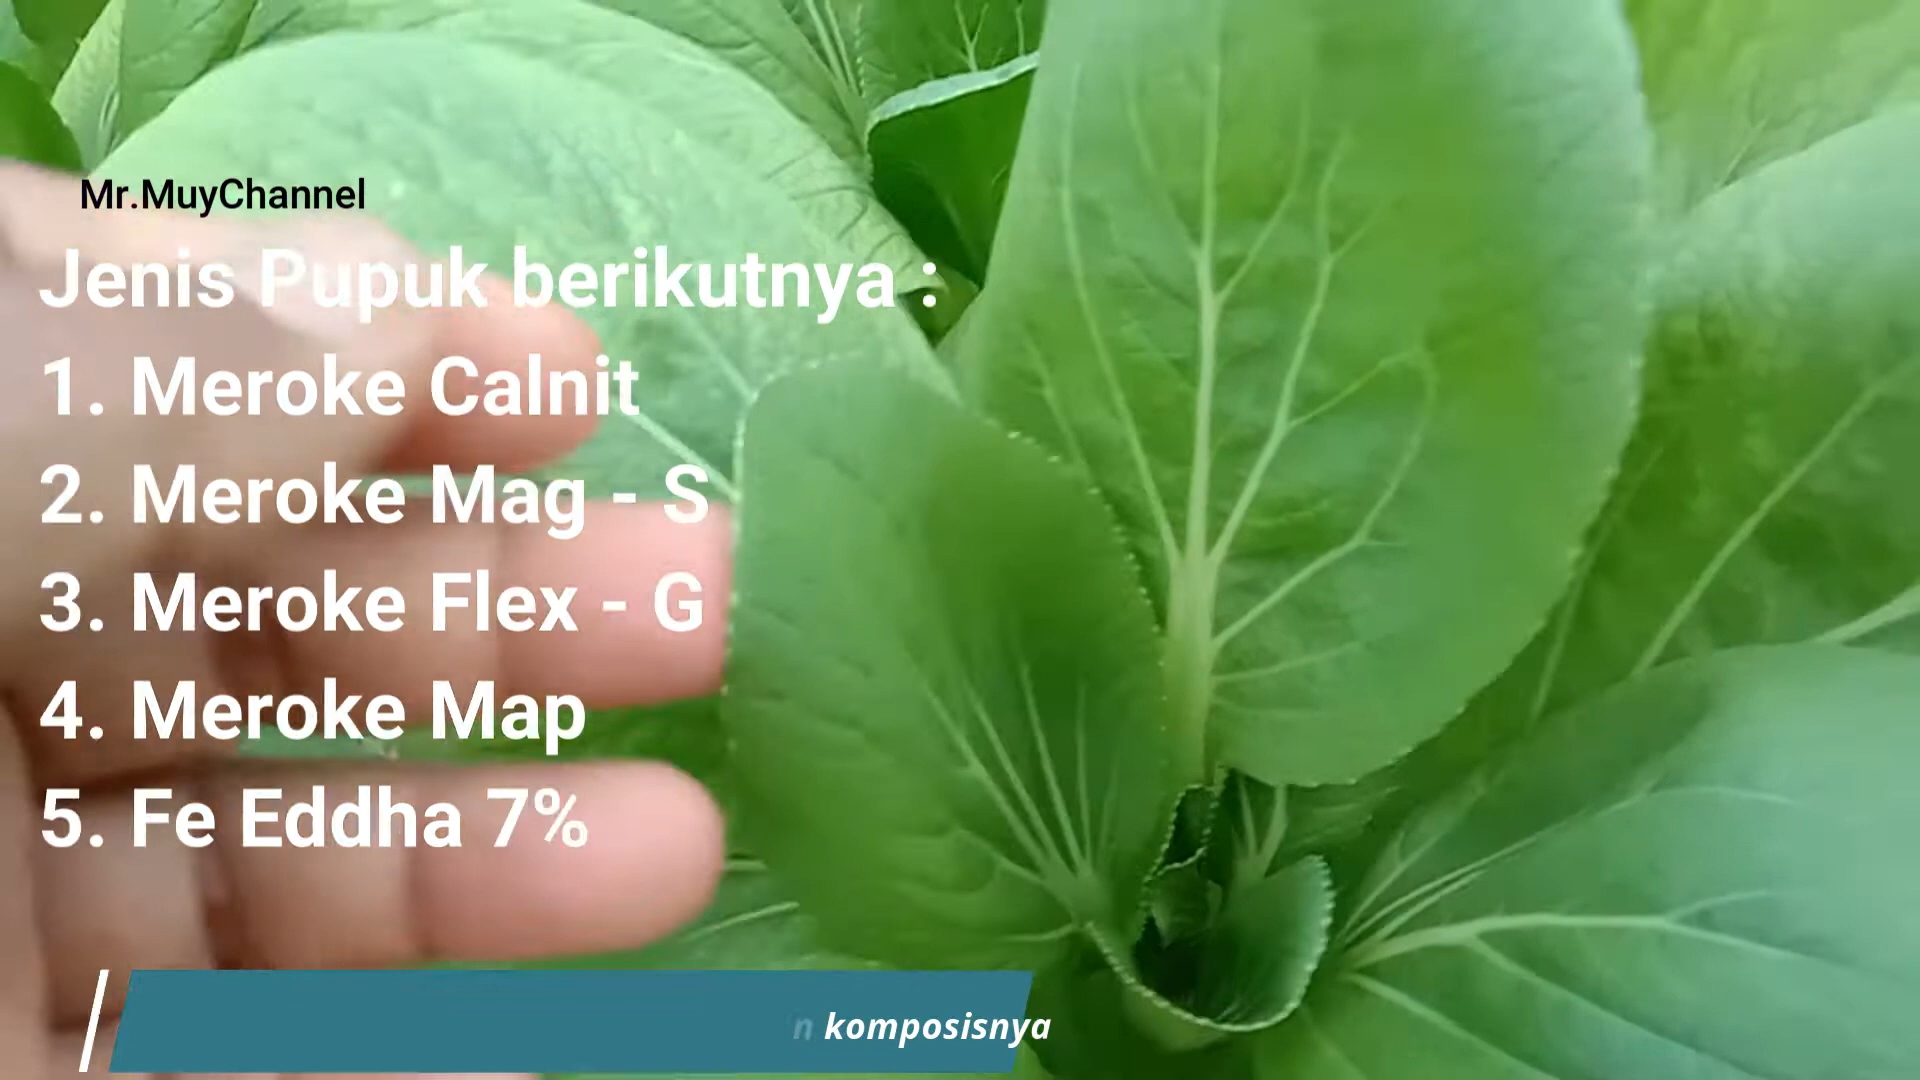 Mr.MuyChannel
Jenis Pupuk berikutnya :
1. Meroke Calnit
2. Meroke Mag - S
3. Meroke Flex - G
4. Meroke Map
5. Fe Eddha 7%
n komposisnya